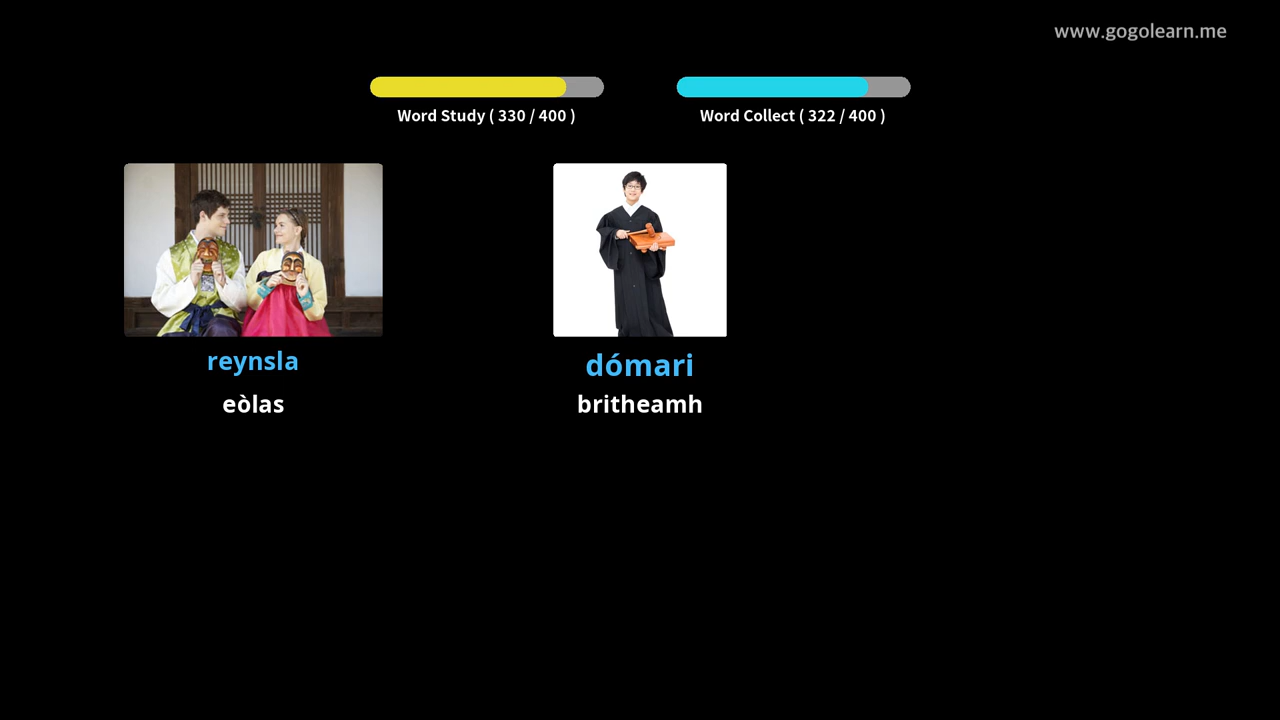 www.gogolearn.me
Word Study ( 330 / 400 )
Word Collect ( 322 / 400 )
reynsla
eòlas
dómari
britheamh